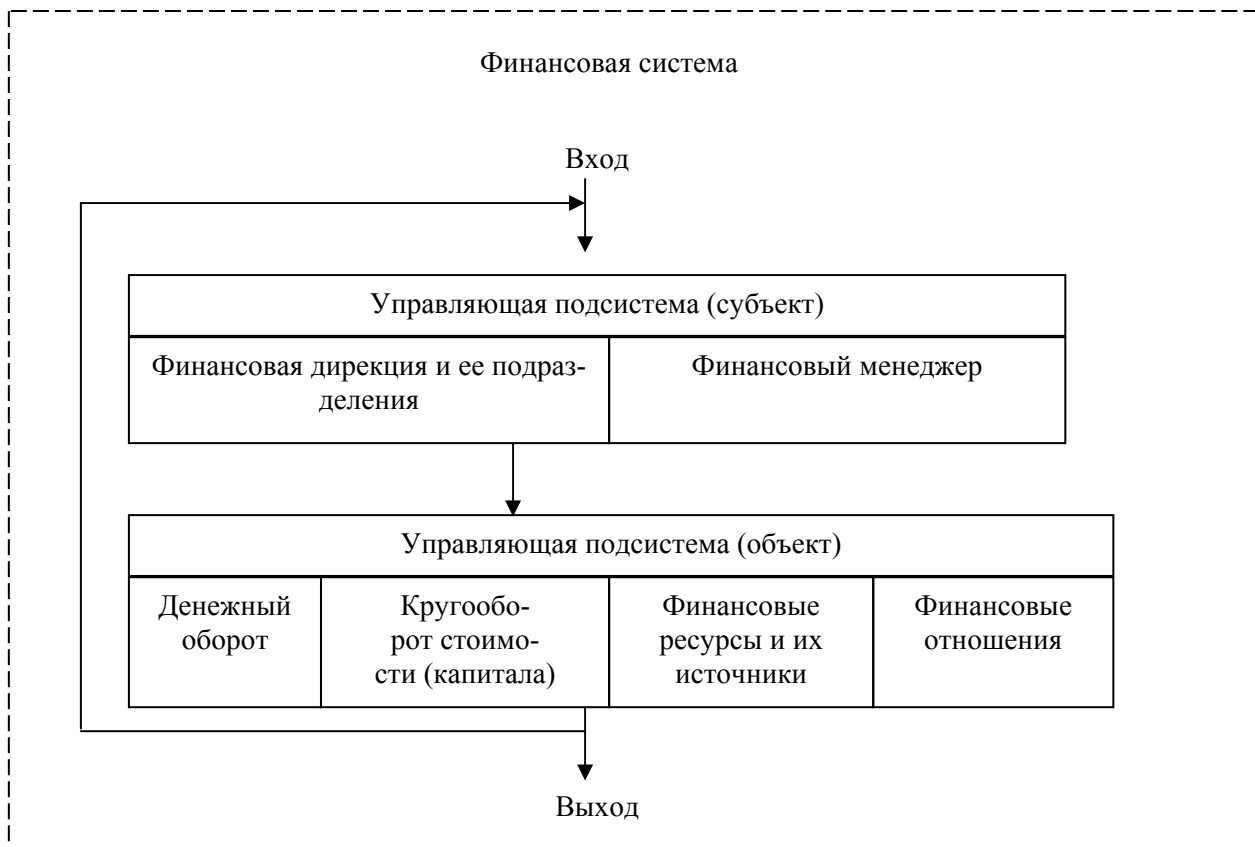 Финансовая система
Вход
Управляющая подсистема (субъект)
Финансовая дирекция и ее подраз-
деления
Финансовый менеджер
Управляющая подсистема (объект)
Денежный
оборот
Кругообо-
рот стоимо-
сти (капитала)
Финансовые
ресурсы и их
источники
Финансовые
отношения
Выход